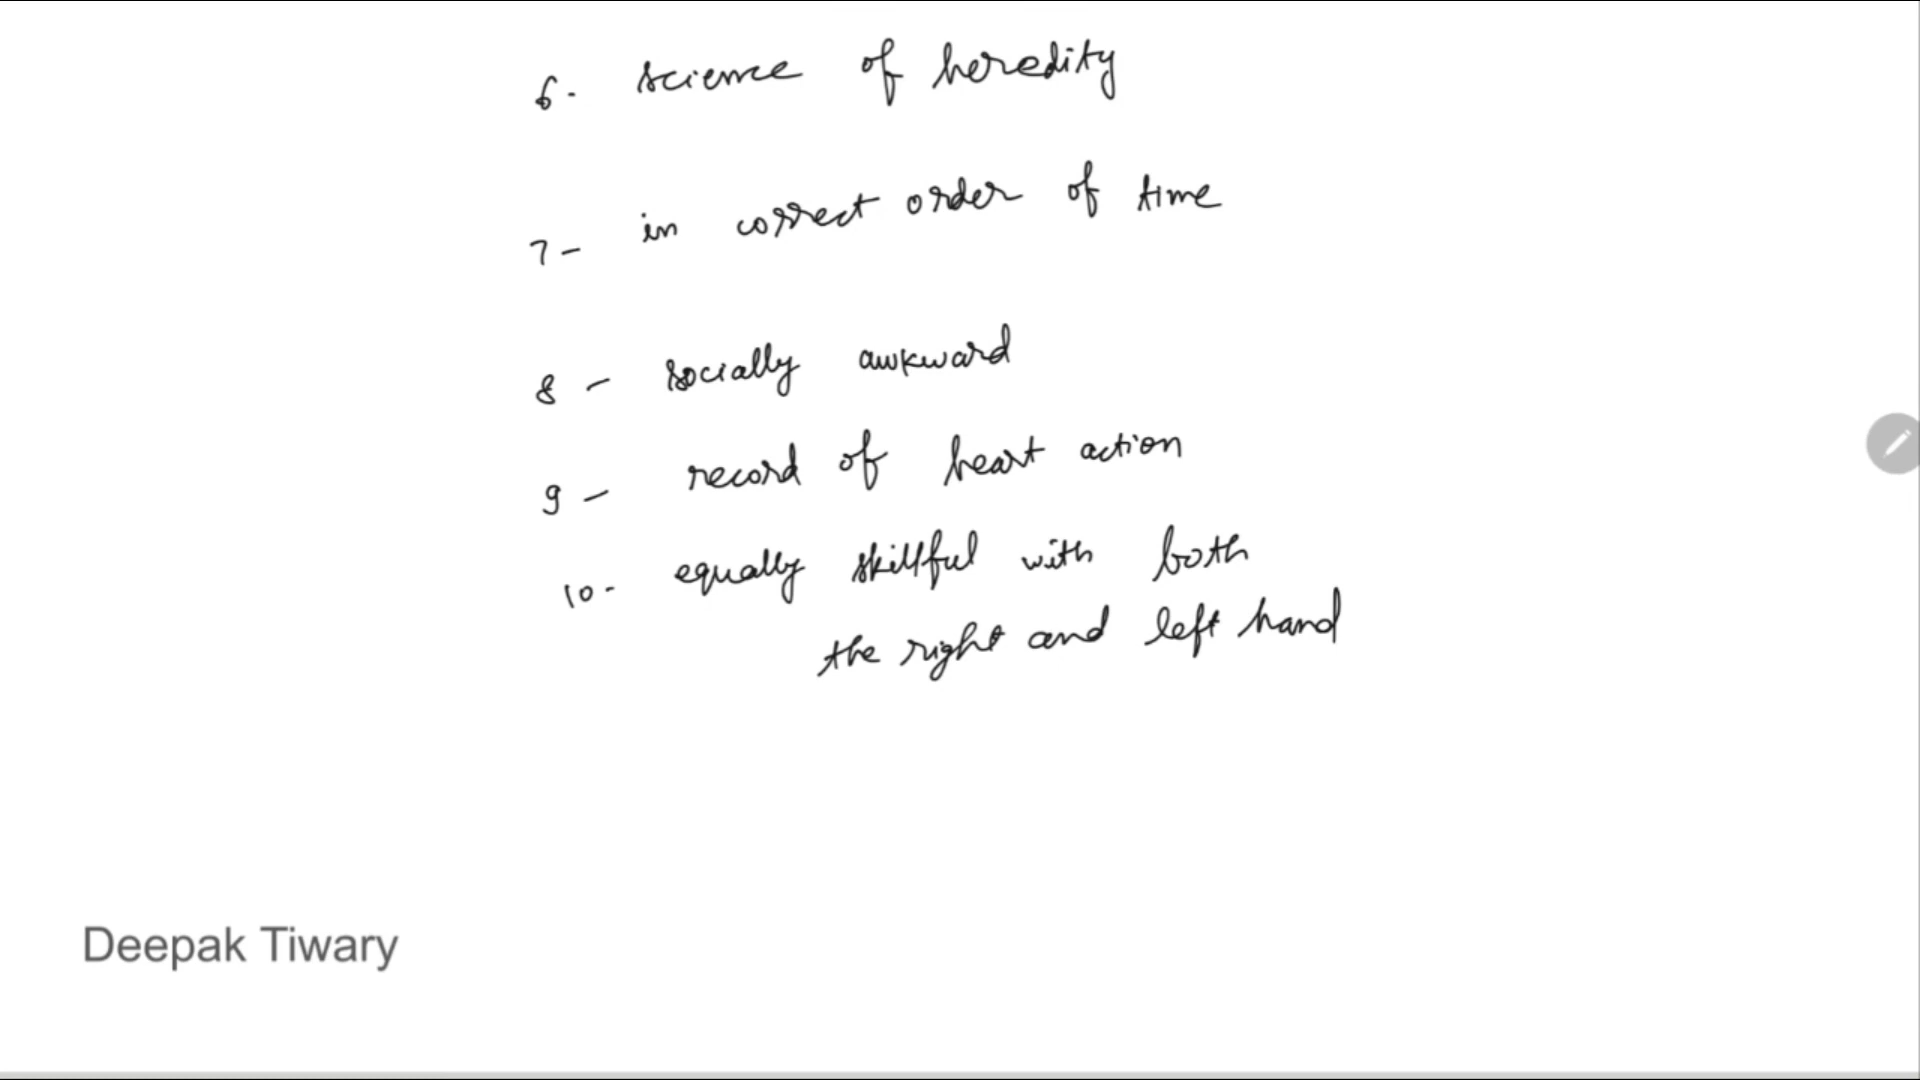 6. science of heredity
7 - in correct order of time
8 - socially awkward
9 - record of heart action
10 - equally skillful with both
the right and left hand
Deepak Tiwary